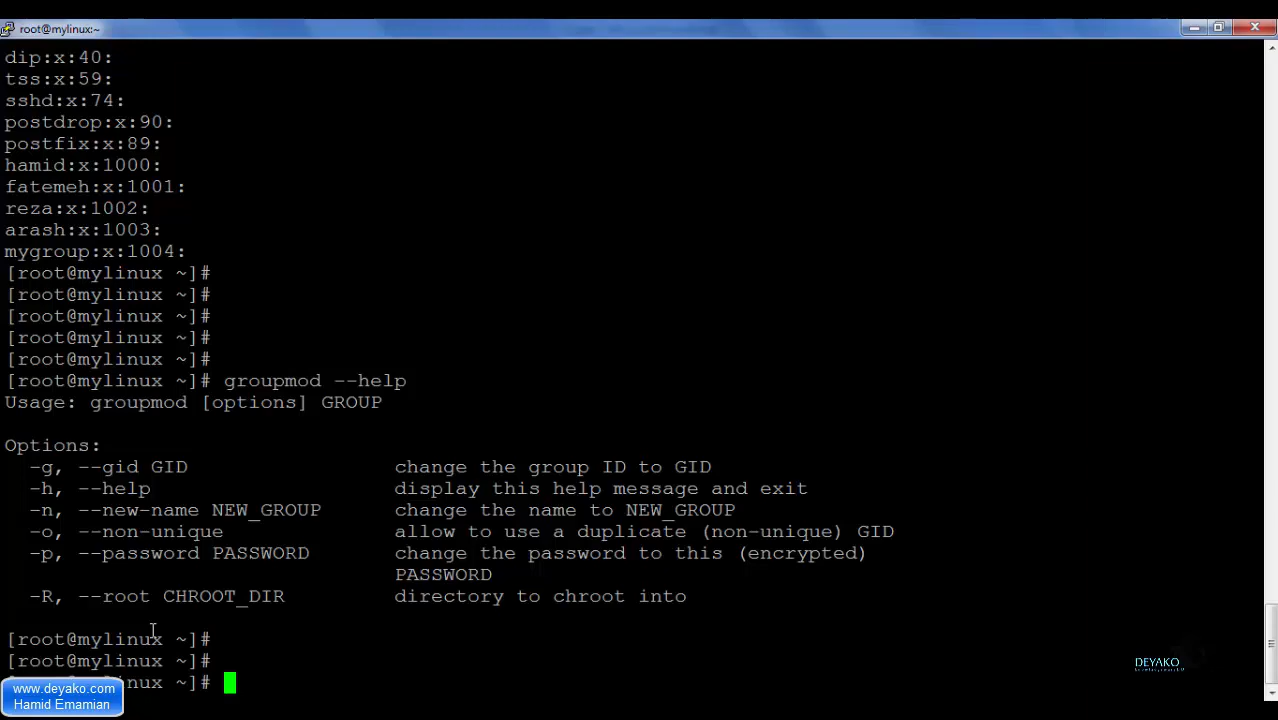 root@mylinux:~
dip:x:40:
tss:x:59:
sshd:x:74:
postdrop:x:90:
postfix:x:89:
hamid:x:1000:
fatemeh:x:1001:
reza:x:1002:
arash:x:1003:
mygroup:x:1004:
[root@mylinux ~]#
[root@mylinux ~]#
[root@mylinux ~]#
[root@mylinux ~]#
[root@mylinux ~]#
[root@mylinux ~]# groupmod --help
Usage: groupmod [options] GROUP
Options:
-g, --gid GID change the group ID to GID
-h, --help display this help message and exit
-n, --new-name NEW_GROUP change the name to NEW_GROUP
-o, --non-unique allow to use a duplicate (non-unique) GID
-p, --password PASSWORD change the password to this (encrypted)
PASSWORD
-R, --root CHROOT_DIR directory to chroot into
[root@mylinux ~]#
[root@mylinux ~]#
inux ~]#
www.deyako.com
Hamid Emamian
DEYAKO